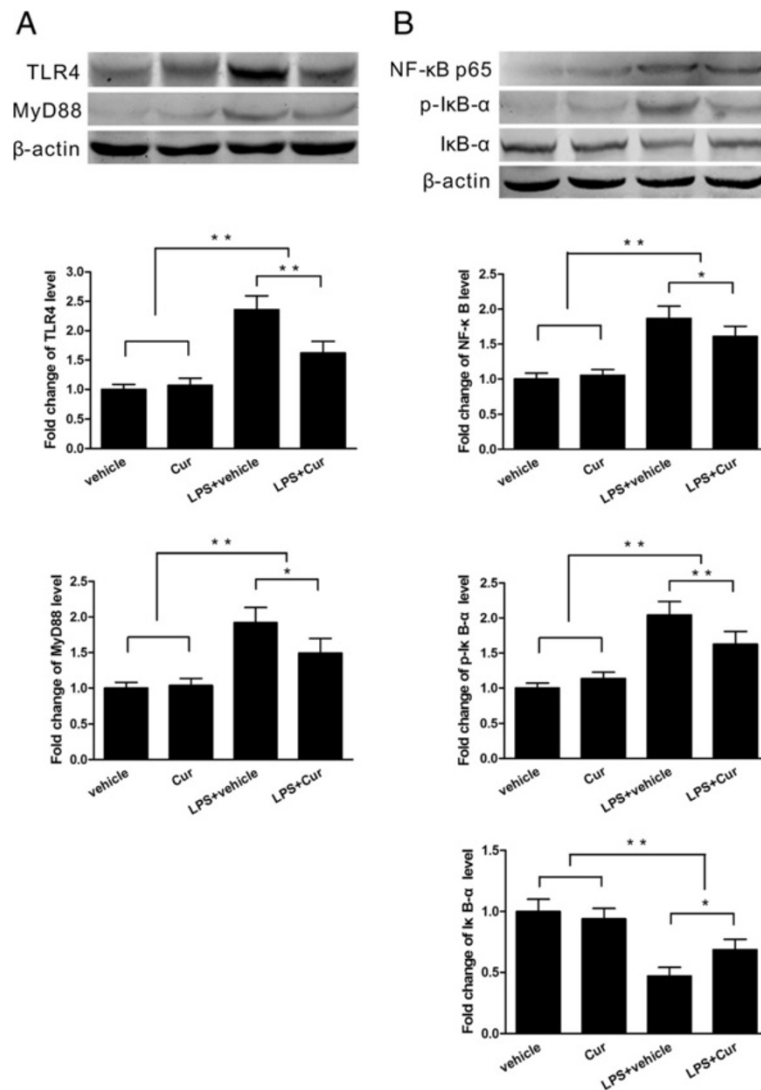 A
TLR4
MyD88
β-actin
B
NF-κB p65
p-IκB-α
IκB-α
β-actin
Fold change of TLR4 level
3.0
2.5
2.0
1.5
1.0
0.5
0.0
* *
* *
vehicle
Cur
LPS+vehicle
LPS+Cur
Fold change of NF-κ B level
2.5
2.0
1.5
1.0
0.5
0.0
* *
*
vehicle
Cur
LPS+vehicle
LPS+Cur
Fold change of MyD88 level
2.5
2.0
1.5
1.0
0.5
0.0
* *
*
vehicle
Cur
LPS+vehicle
LPS+Cur
Fold change of p-Iκ B-α level
2.5
2.0
1.5
1.0
0.5
0.0
* *
* *
vehicle
Cur
LPS+vehicle
LPS+Cur
Fold change of Iκ B-α level
1.5
1.0
0.5
0.0
* *
*
vehicle
Cur
LPS+vehicle
LPS+Cur